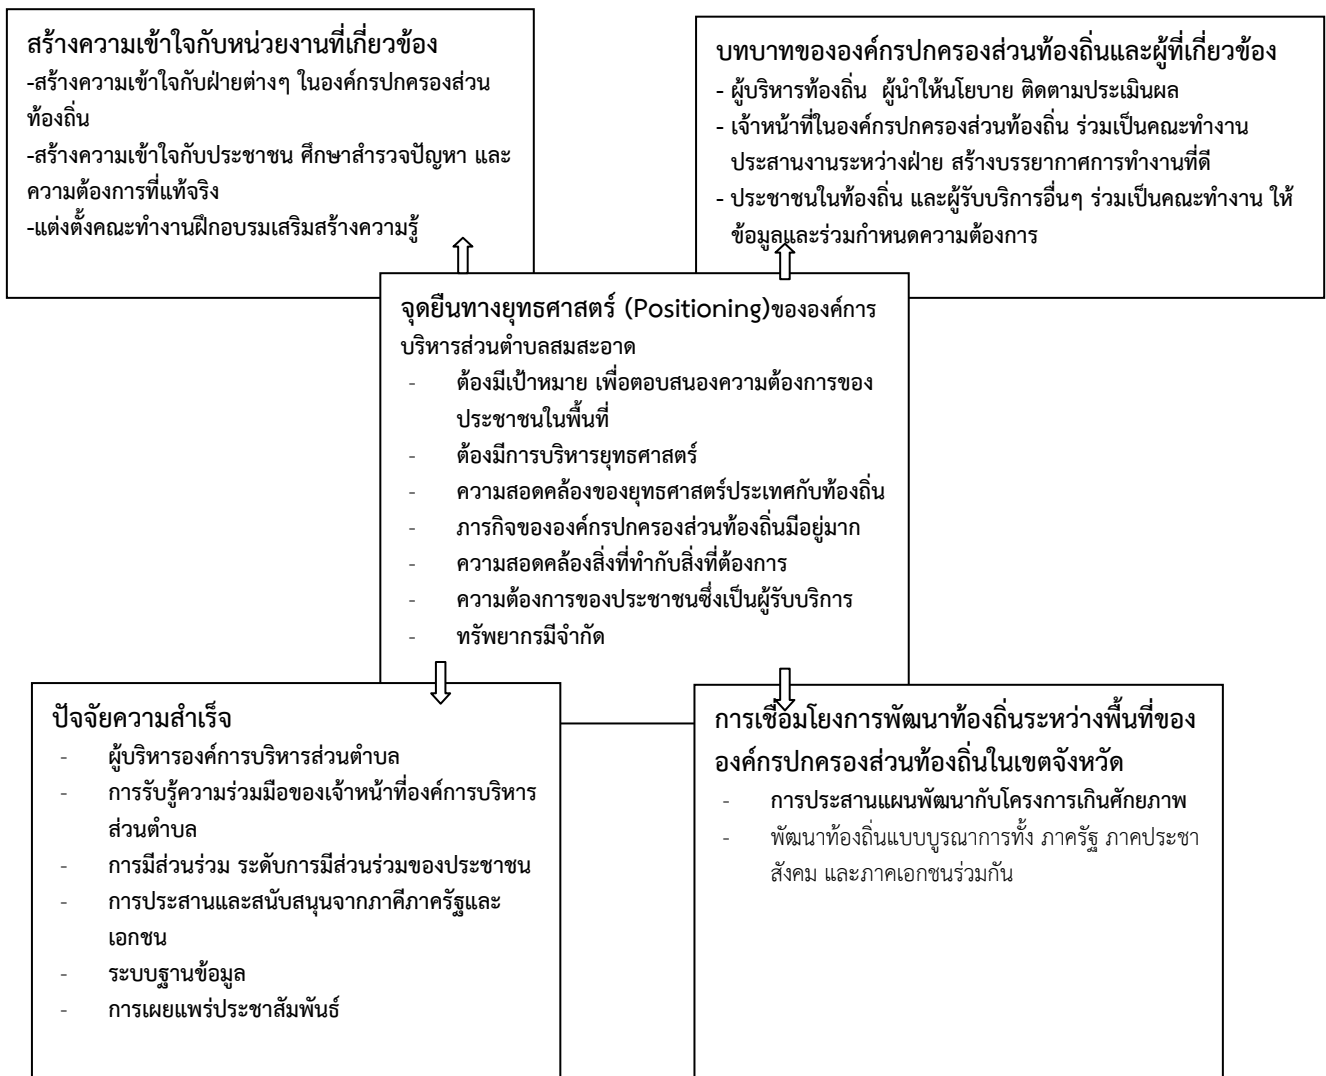 สร้างความเข้าใจกับหน่วยงานที่เกี่ยวข้อง
-สร้างความเข้าใจกับฝ่ายต่างๆ ในองค์กรปกครองส่วน
ท้องถิ่น
-สร้างความเข้าใจกับประชาชน ศึกษาสำรวจปัญหา และ
ความต้องการที่แท้จริง
-แต่งตั้งคณะทำงานฝึกอบรมเสริมสร้างความรู้
บทบาทขององค์กรปกครองส่วนท้องถิ่นและผู้ที่เกี่ยวข้อง
- ผู้บริหารท้องถิ่น ผู้นำให้นโยบาย ติดตามประเมินผล
- เจ้าหน้าที่ในองค์กรปกครองส่วนท้องถิ่น ร่วมเป็นคณะทำงาน
ประสานงานระหว่างฝ่าย สร้างบรรยากาศการทำงานที่ดี
- ประชาชนในท้องถิ่น และผู้รับบริการอื่นๆ ร่วมเป็นคณะทำงาน ให้
ข้อมูลและร่วมกำหนดความต้องการ
จุดยืนทางยุทธศาสตร์ (Positioning)ขององค์การ
บริหารส่วนตำบลสมสะอาด
- ต้องมีเป้าหมาย เพื่อตอบสนองความต้องการของ
ประชาชนในพื้นที่
- ต้องมีการบริหารยุทธศาสตร์
- ความสอดคล้องของยุทธศาสตร์ประเทศกับท้องถิ่น
- ภารกิจขององค์กรปกครองส่วนท้องถิ่นมีอยู่มาก
- ความสอดคล้องสิ่งที่ทำกับสิ่งที่ต้องการ
- ความต้องการของประชาชนซึ่งเป็นผู้รับบริการ
- ทรัพยากรมีจำกัด
ปัจจัยความสำเร็จ
- ผู้บริหารองค์การบริหารส่วนตำบล
- การรับรู้ความร่วมมือของเจ้าหน้าที่องค์การบริหาร
ส่วนตำบล
- การมีส่วนร่วม ระดับการมีส่วนร่วมของประชาชน
- การประสานและสนับสนุนจากภาคีภาครัฐและ
เอกชน
- ระบบฐานข้อมูล
- การเผยแพร่ประชาสัมพันธ์
การเชื่อมโยงการพัฒนาท้องถิ่นระหว่างพื้นที่ของ
องค์กรปกครองส่วนท้องถิ่นในเขตจังหวัด
- การประสานแผนพัฒนากับโครงการเกินศักยภาพ
- พัฒนาท้องถิ่นแบบบูรณาการทั้ง ภาครัฐ ภาคประชา
สังคม และภาคเอกชนร่วมกัน